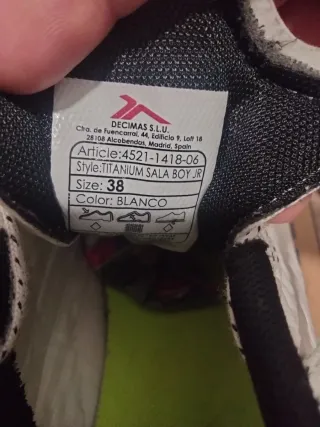 DECIMAS S.L.U.
Ctra. de Fuencarral, 44, Edificio 9, Loft 18
28108 Alcobendas, Madrid, Spain
Article:4521-1418-06
Style:TITANIUM SALA BOY JR
Size: 38
Color: BLANCO